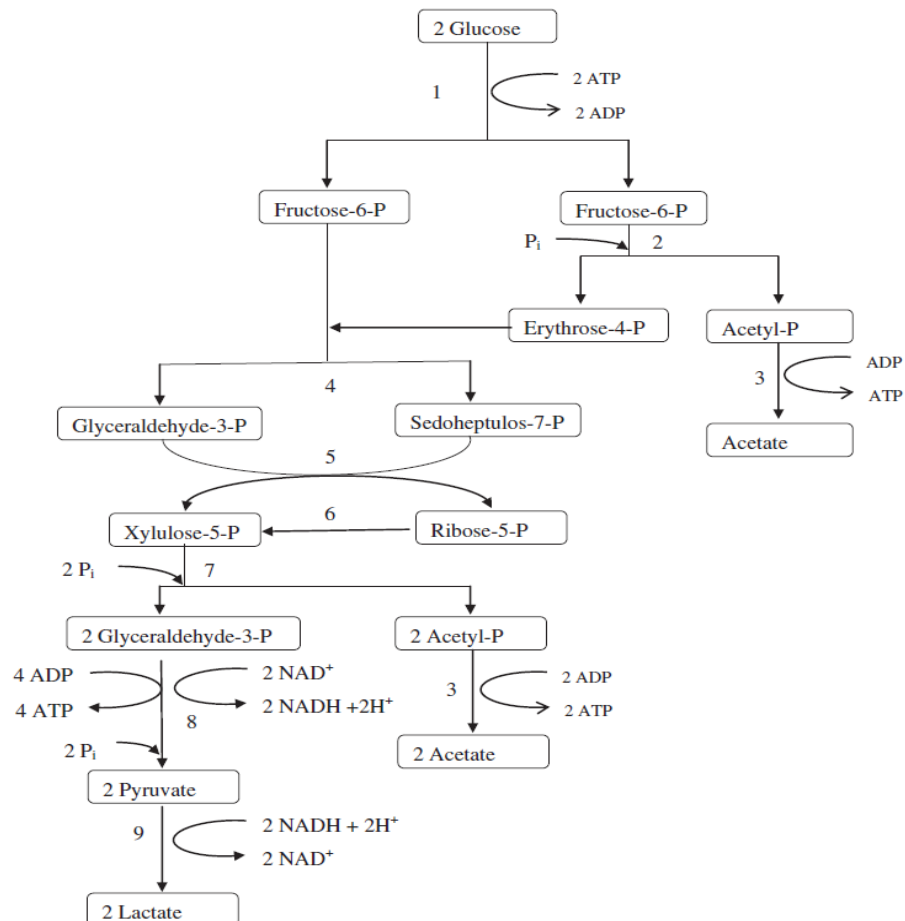 2 Glucose
1
2 ATP
2 ADP
Fructose-6-P
Fructose-6-P
Pi
2
Erythrose-4-P
Acetyl-P
3
ADP
ATP
4
Glyceraldehyde-3-P
Sedoheptulos-7-P
Acetate
5
6
Xylulose-5-P
Ribose-5-P
2 Pi
7
2 Glyceraldehyde-3-P
2 Acetyl-P
4 ADP
2 NAD+
4 ATP
2 NADH +2H+
3
2 ADP
2 ATP
8
2 Pi
2 Acetate
2 Pyruvate
9
2 NADH + 2H+
2 NAD+
2 Lactate